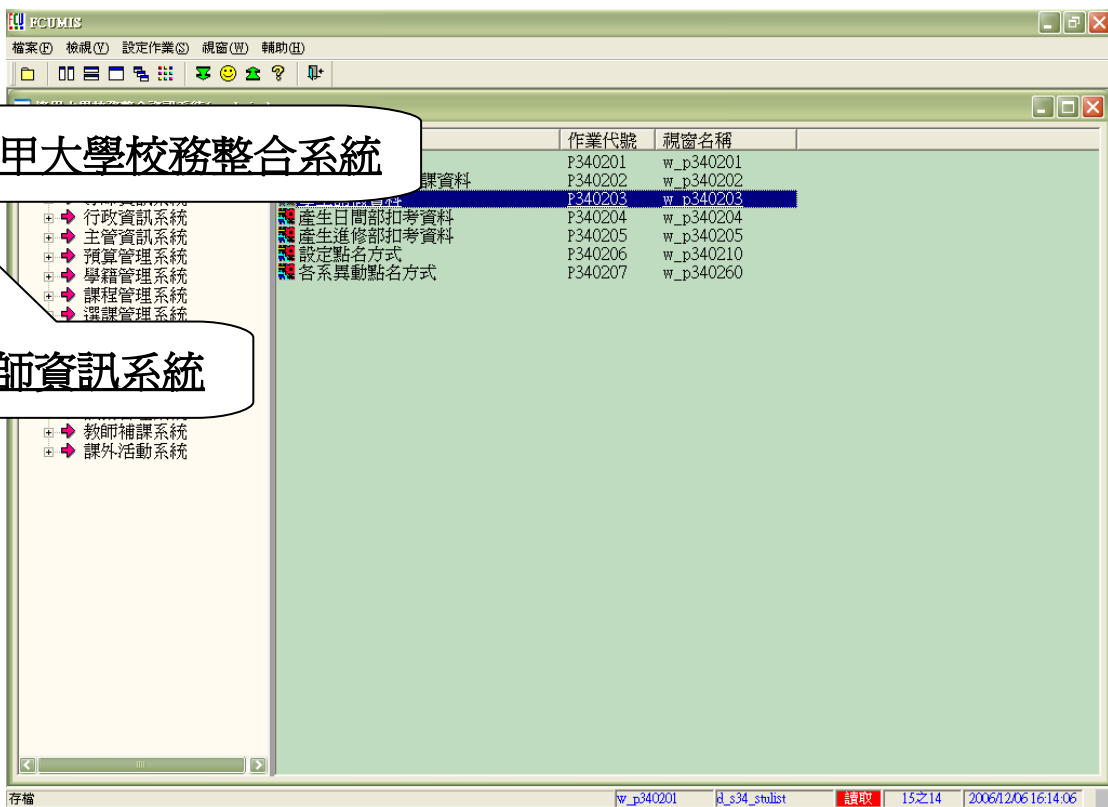 FCUMIS
檔案(F) 檢視(V) 設定作業(S) 視窗(W) 輔助(H)
甲大學校務整合系統
作業代號 視窗名稱
P340201 w_p340201
課資料 P340202 w_p340202
P340203 w_p340203
行政資訊系統 產生日間部扣考資料 P340204 w_p340204
主管資訊系統 產生進修部扣考資料 P340205 w_p340205
預算管理系統 設定點名方式 P340206 w_p340210
學籍管理系統 各系異動點名方式 P340207 w_p340260
課程管理系統
選課管理系統
師資訊系統
教師補課系統
課外活動系統
存檔 w_p340201 d_s34_stulist 讀取 15之14 2006/12/06 16:14:06